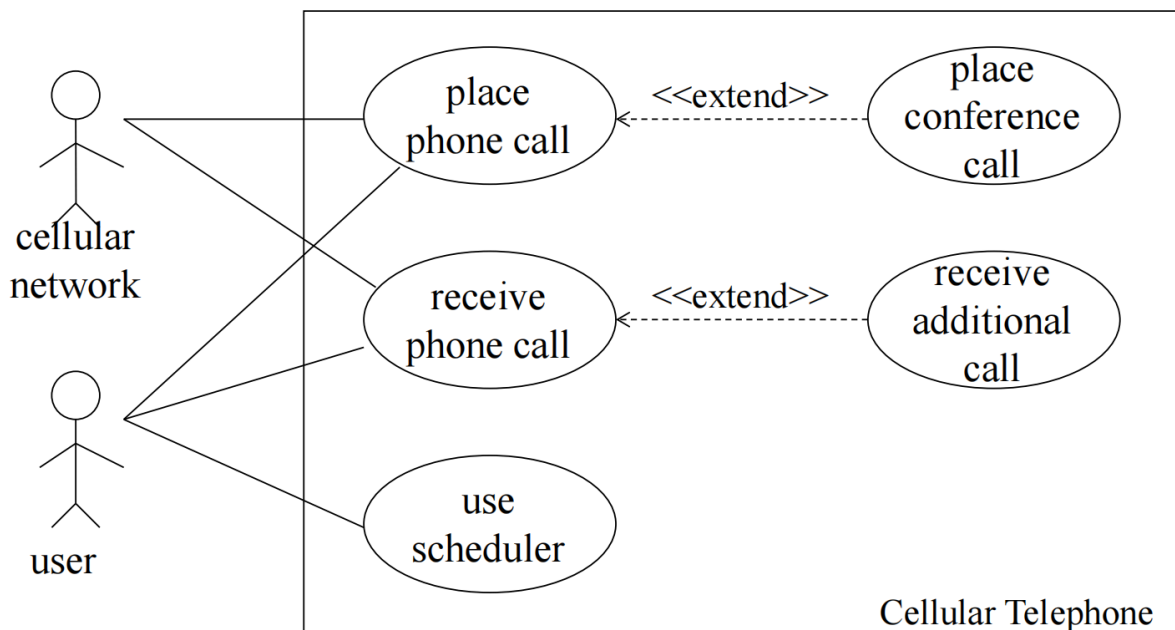 place
phone call
<<extend>>
place
conference
call
cellular
network
receive
phone call
<<extend>>
receive
additional
call
user
use
scheduler
Cellular Telephone